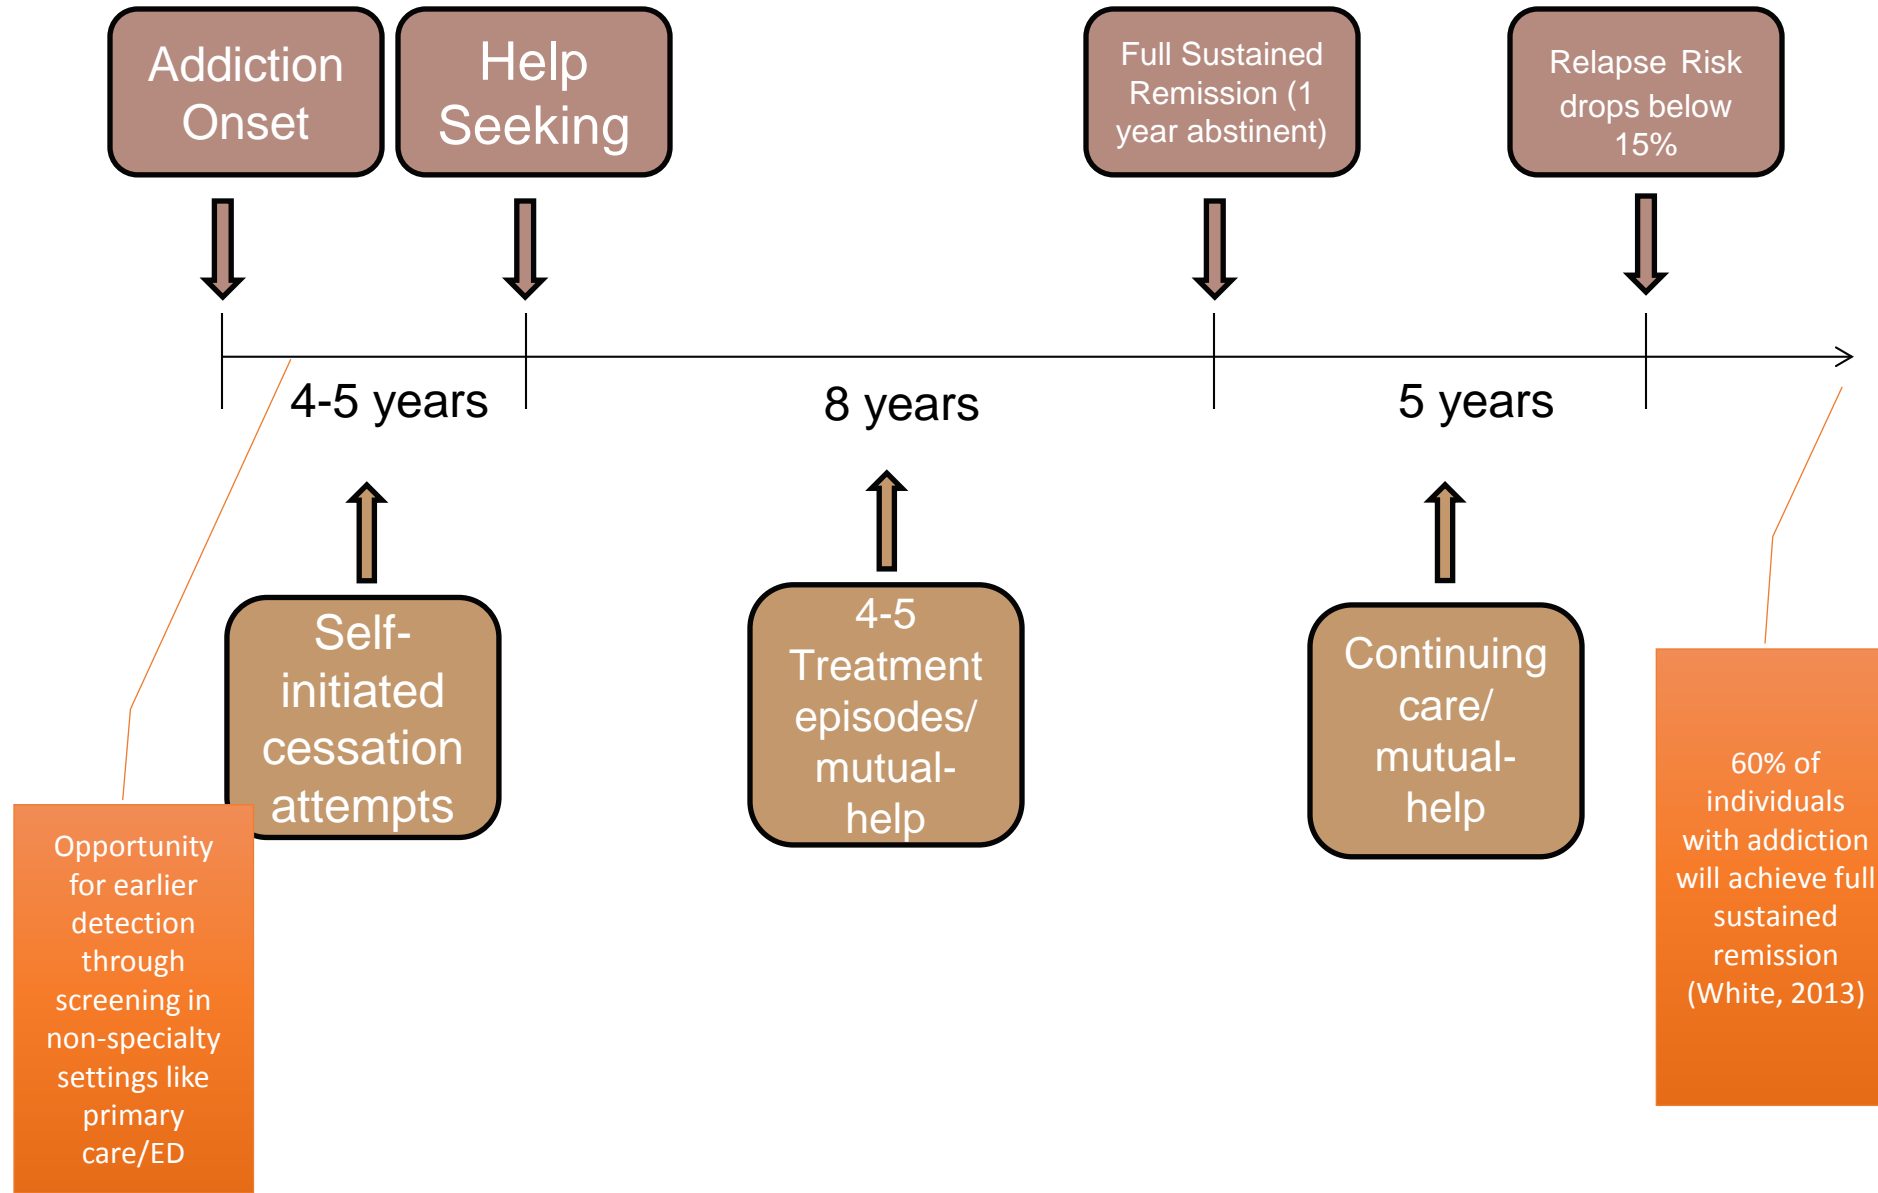 Addiction
Onset
Help
Seeking
Full Sustained
Remission (1
year abstinent)
Relapse Risk
drops below
15%
4-5 years
8 years
5 years
Self-
initiated
cessation
attempts
4-5
Treatment
episodes/
mutual-
help
Continuing
care/
mutual-
help
Opportunity
for earlier
detection
through
screening in
non-specialty
settings like
primary
care/ED
60% of
individuals
with addiction
will achieve full
sustained
remission
(White, 2013)